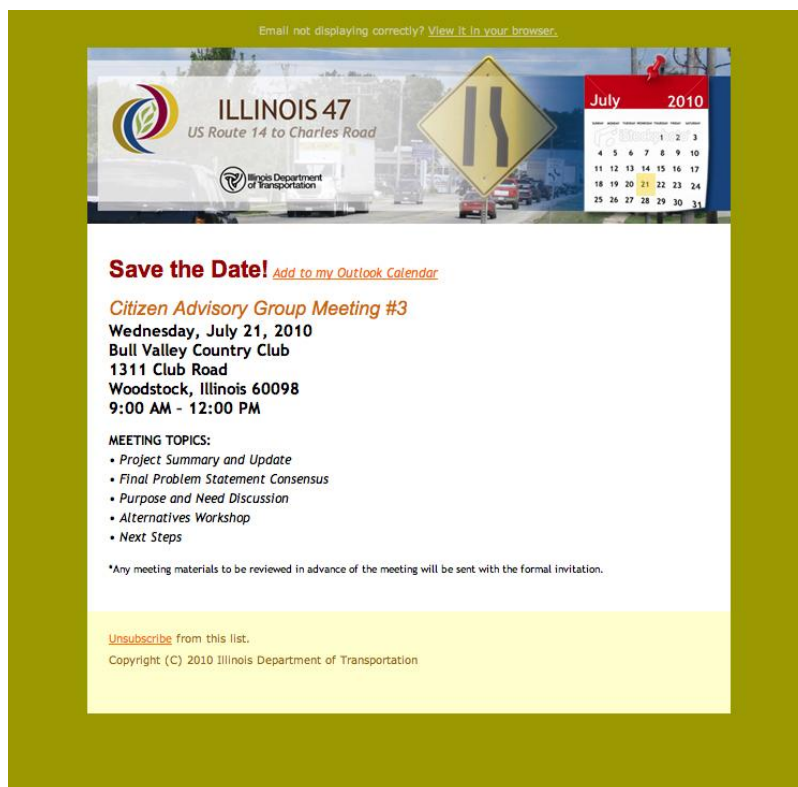 Email not displaying correctly? View it in your browser.
ILLINOIS 47
US Route 14 to Charles Road
Illinois Department
of Transportation
July 2010
SUNDAY MONDAY TUESDAY WEDNESDAY THURSDAY FRIDAY SATURDAY
1 2 3
4 5 6 7 8 9 10
11 12 13 14 15 16 17
18 19 20 21 22 23 24
25 26 27 28 29 30 31
Save the Date! Add to my Outlook Calendar
Citizen Advisory Group Meeting #3
Wednesday, July 21, 2010
Bull Valley Country Club
1311 Club Road
Woodstock, Illinois 60098
9:00 AM – 12:00 PM
MEETING TOPICS:
• Project Summary and Update
• Final Problem Statement Consensus
• Purpose and Need Discussion
• Alternatives Workshop
• Next Steps
*Any meeting materials to be reviewed in advance of the meeting will be sent with the formal invitation.
Unsubscribe from this list.
Copyright (C) 2010 Illinois Department of Transportation